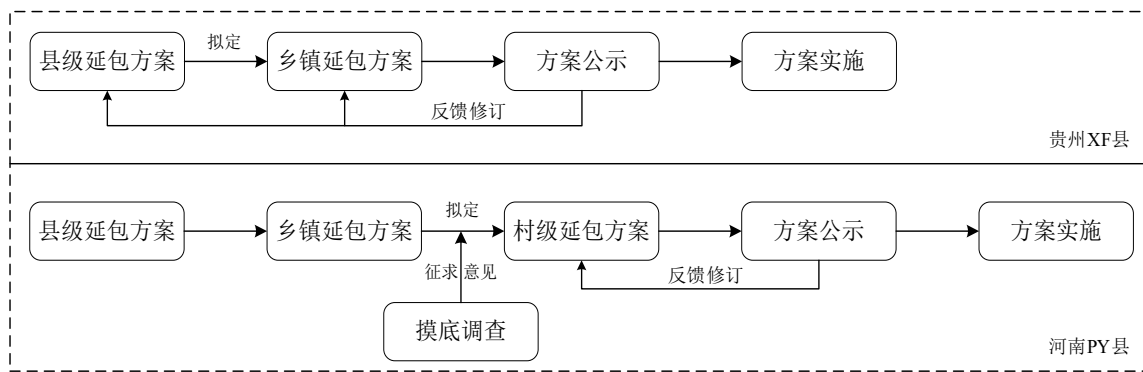 拟定
县级延包方案
乡镇延包方案
方案公示
方案实施
反馈修订
贵州XF县
拟定
县级延包方案
乡镇延包方案
村级延包方案
方案公示
方案实施
征求意见
反馈修订
摸底调查
河南PY县